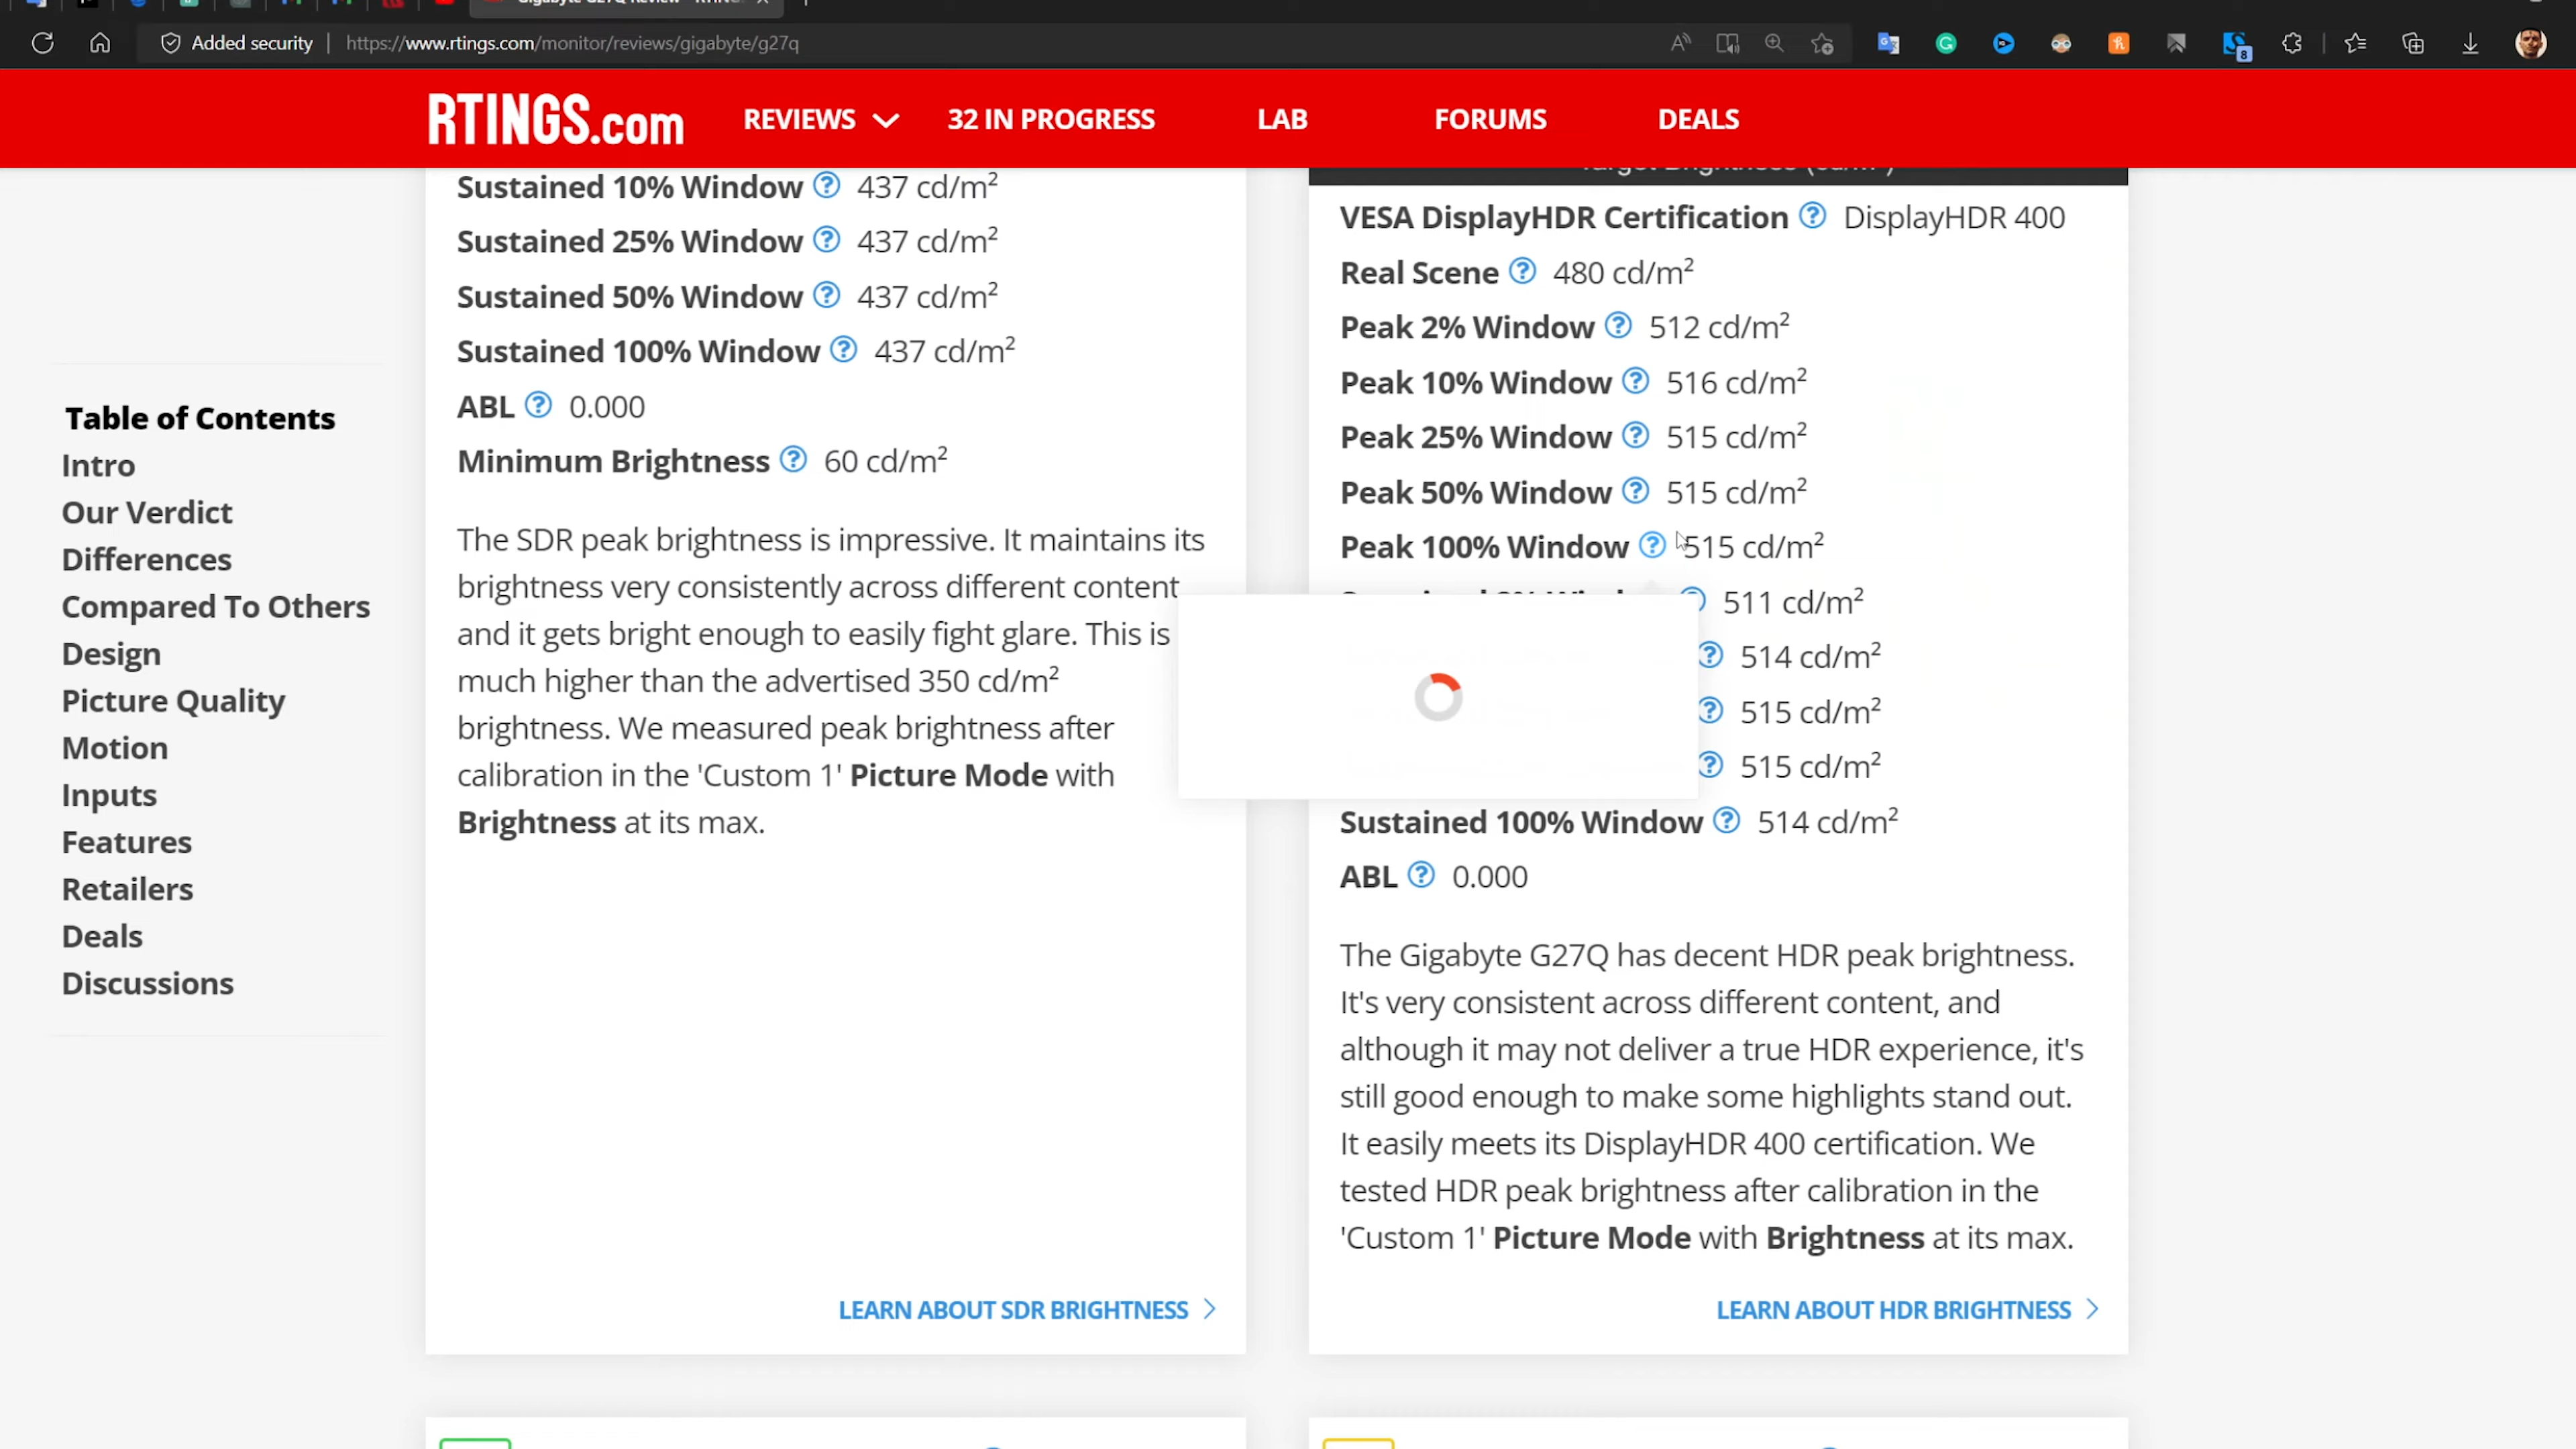 Gigabyte G27Q Review - RTING
Added security
https://www.rtings.com/monitor/reviews/gigabyte/g27q
8
RTINGS.com
REVIEWS
32 IN PROGRESS
LAB
FORUMS
DEALS
Table of Contents
Intro
Our Verdict
Differences
Compared To Others
Design
Picture Quality
Motion
Inputs
Features
Retailers
Deals
Discussions
Sustained 10% Window ? 437 cd/m²
Sustained 25% Window ? 437 cd/m²
Sustained 50% Window ? 437 cd/m²
Sustained 100% Window ? 437 cd/m²
ABL ? 0.000
Minimum Brightness ? 60 cd/m²
The SDR peak brightness is impressive. It maintains its
brightness very consistently across different content
and it gets bright enough to easily fight glare. This is
much higher than the advertised 350 cd/m²
brightness. We measured peak brightness after
calibration in the 'Custom 1' Picture Mode with
Brightness at its max.
LEARN ABOUT SDR BRIGHTNESS
Target Brightness (cd/m²)
VESA DisplayHDR Certification ? DisplayHDR 400
Real Scene ? 480 cd/m²
Peak 2% Window ? 512 cd/m²
Peak 10% Window ? 516 cd/m²
Peak 25% Window ? 515 cd/m²
Peak 50% Window ? 515 cd/m²
Peak 100% Window ? 515 cd/m²
511 cd/m²
? 514 cd/m²
? 515 cd/m²
? 515 cd/m²
Sustained 100% Window ? 514 cd/m²
ABL ? 0.000
The Gigabyte G27Q has decent HDR peak brightness.
It's very consistent across different content, and
although it may not deliver a true HDR experience, it's
still good enough to make some highlights stand out.
It easily meets its DisplayHDR 400 certification. We
tested HDR peak brightness after calibration in the
'Custom 1' Picture Mode with Brightness at its max.
LEARN ABOUT HDR BRIGHTNESS